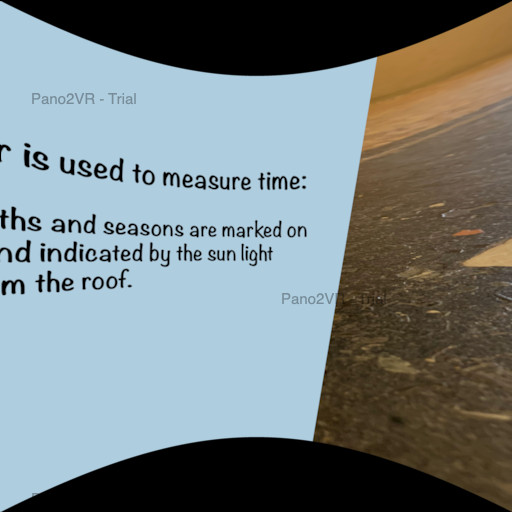 Pano2VR - Trial
r is used to measure time:
ths and seasons are marked on
nd indicated by the sun light
m the roof.
Pano2VR - Trial